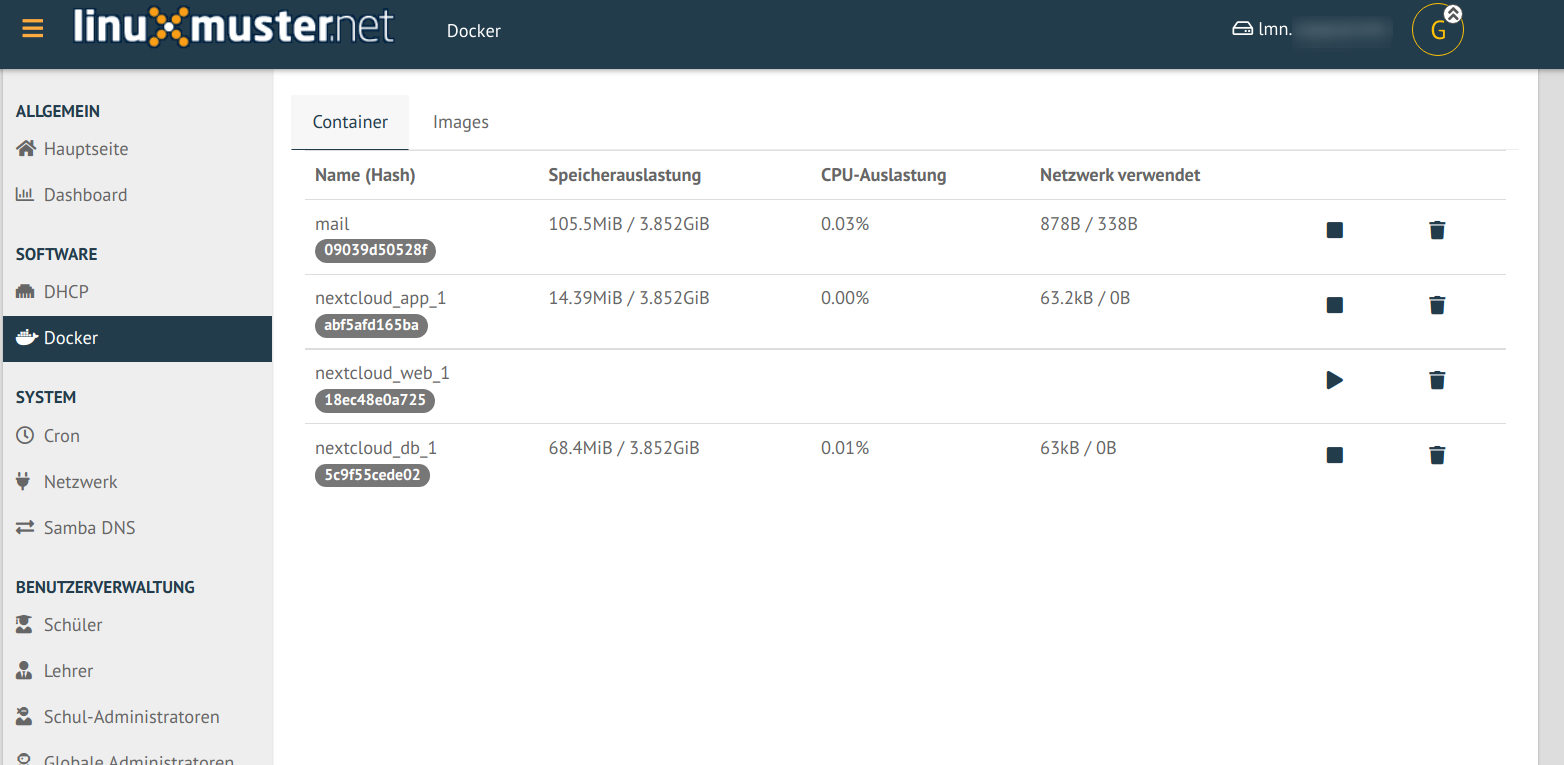 linuxmuster.net
Docker
lmn.
G
ALLGEMEIN
Hauptseite
Dashboard
SOFTWARE
DHCP
Docker
SYSTEM
Cron
Netzwerk
Samba DNS
BENUTZERVERWALTUNG
Schüler
Lehrer
Schul-Administratoren
Globale Administratoren
Container Images
Name (Hash) Speicherauslastung CPU-Auslastung Netzwerk verwendet
mail 105.5MiB / 3.852GiB 0.03% 878B / 338B
09039d50528f
nextcloud_app_1 14.39MiB / 3.852GiB 0.00% 63.2kB / 0B
abf5afd165ba
nextcloud_web_1
18ec48e0a725
nextcloud_db_1 68.4MiB / 3.852GiB 0.01% 63kB / 0B
5c9f55cede02